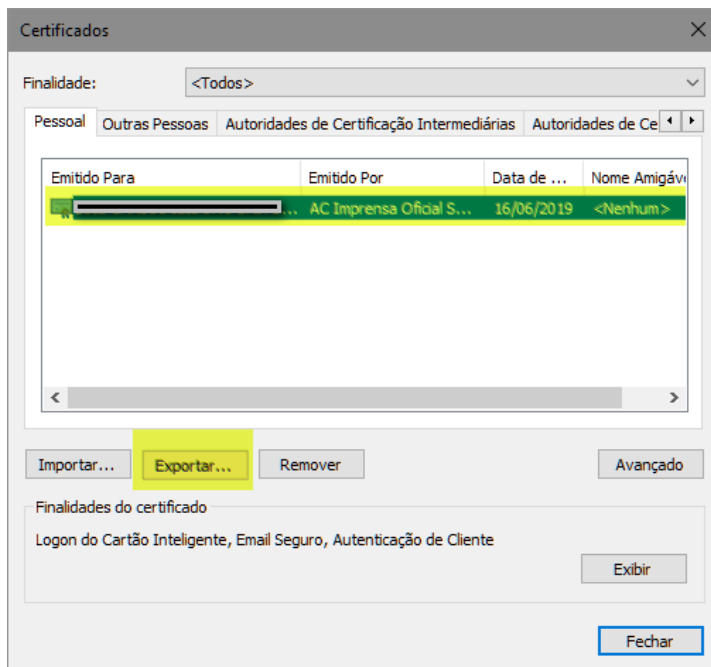 Certificados
Finalidade: <Todos>
Pessoal Outras Pessoas Autoridades de Certificação Intermediárias Autoridades de Ce
Emitido Para Emitido Por Data de ... Nome Amigáv
... AC Imprensa Oficial S... 16/06/2019 <Nenhum>
Importar... Exportar... Remover Avançado
Finalidades do certificado
Logon do Cartão Inteligente, Email Seguro, Autenticação de Cliente
Exibir
Fechar